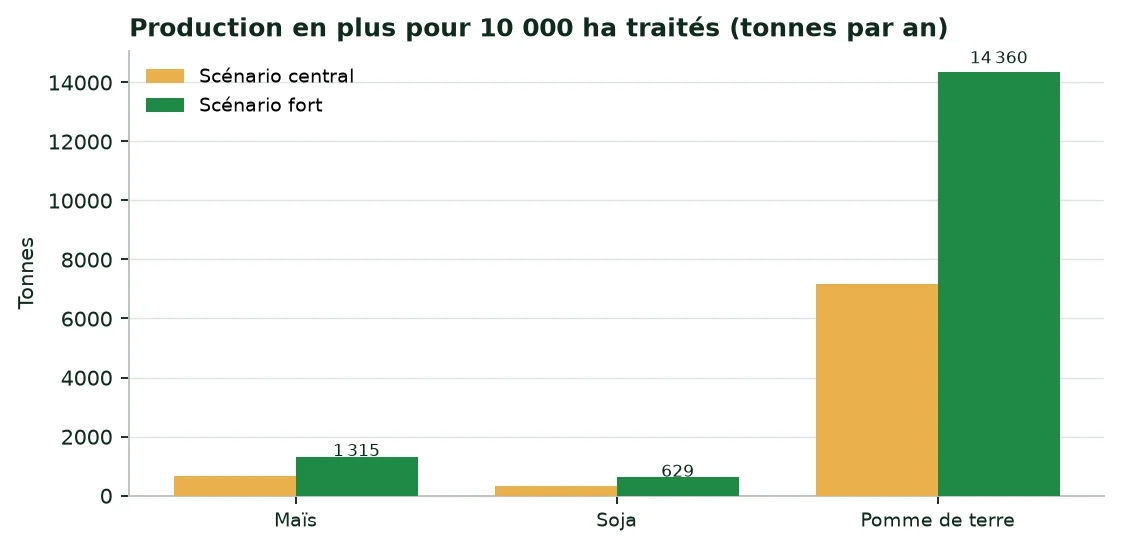 Production en plus pour 10 000 ha traités (tonnes par an)
Scénario central
Scénario fort
Tonnes
14000
12000
10000
8000
6000
4000
2000
0
1 315
629
14 360
Maïs
Soja
Pomme de terre